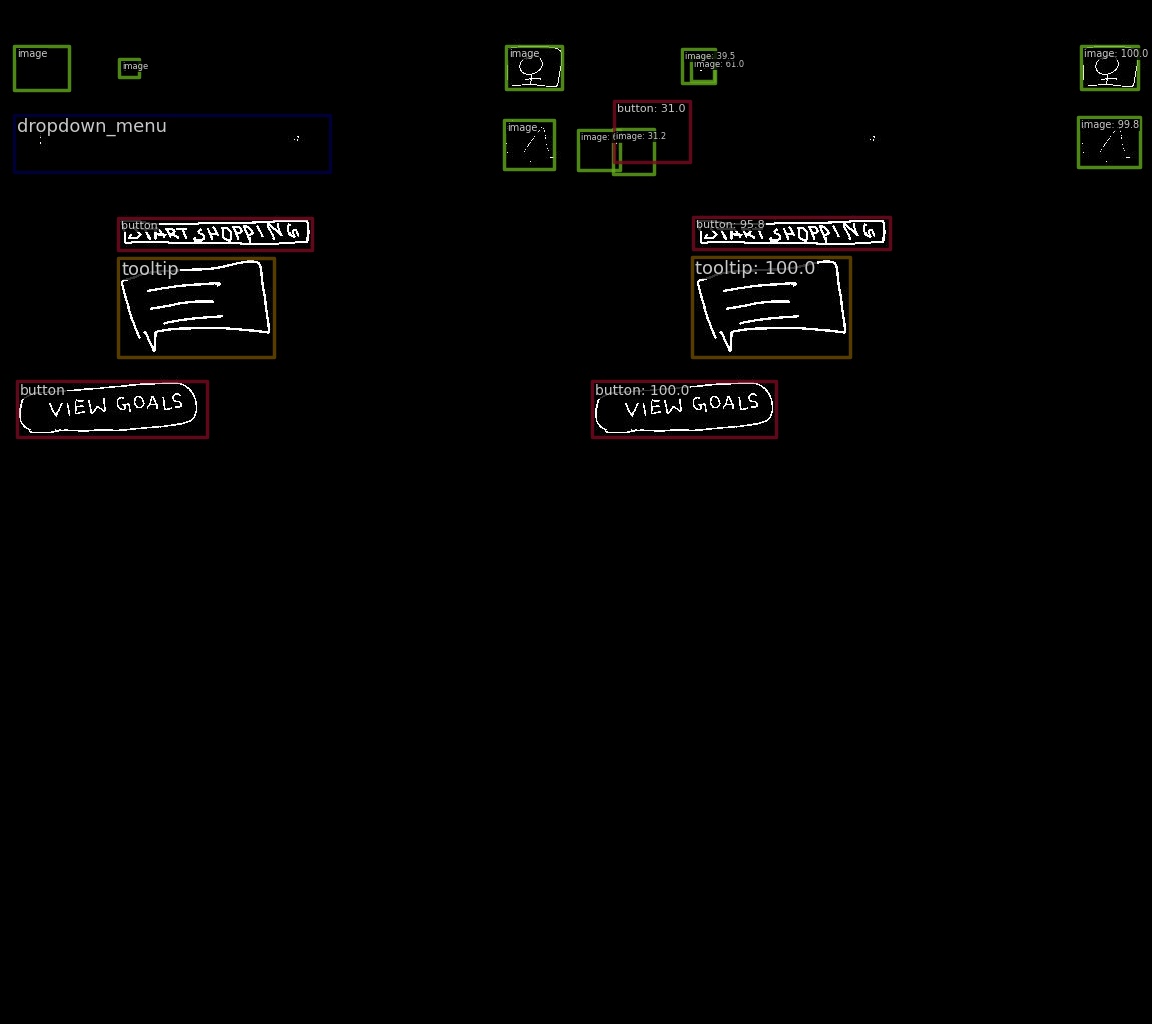 image
image
image
image: 39.5
image: 61.0
image: 100.0
dropdown_menu
image
image:
image: 31.2
button: 31.0
image: 99.8
button
START SHOPPING
button: 95.8
START SHOPPING
tooltip
tooltip: 100.0
button
VIEW GOALS
button: 100.0
VIEW GOALS